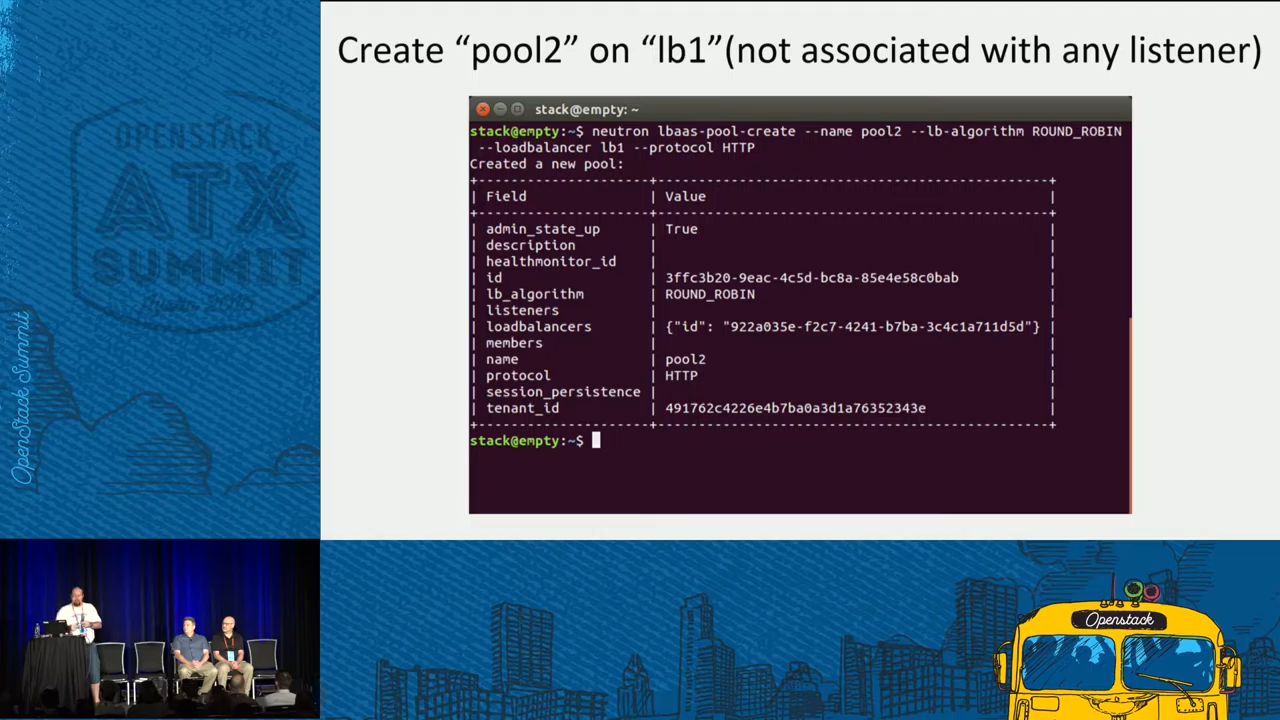 Create “pool2” on “lb1”(not associated with any listener)
stack@empty: ~
stack@empty:~$ neutron lbaas-pool-create --name pool2 --lb-algorithm ROUND_ROBIN
--loadbalancer lb1 --protocol HTTP
Created a new pool:
+---------------------+------------------------------------------------+
| Field | Value |
+---------------------+------------------------------------------------+
| admin_state_up | True |
| description | |
| healthmonitor_id | |
| id | 3ffc3b20-9eac-4c5d-bc8a-85e4e58c0bab |
| lb_algorithm | ROUND_ROBIN |
| listeners | |
| loadbalancers | {"id": "922a035e-f2c7-4241-b7ba-3c4c1a711d5d"} |
| members | |
| name | pool2 |
| protocol | HTTP |
| session_persistence | |
| tenant_id | 491762c4226e4b7ba0a3d1a76352343e |
+---------------------+------------------------------------------------+
stack@empty:~$
OPENSTACK
ATX
SUMMIT
OpenStack Summit
Openstack